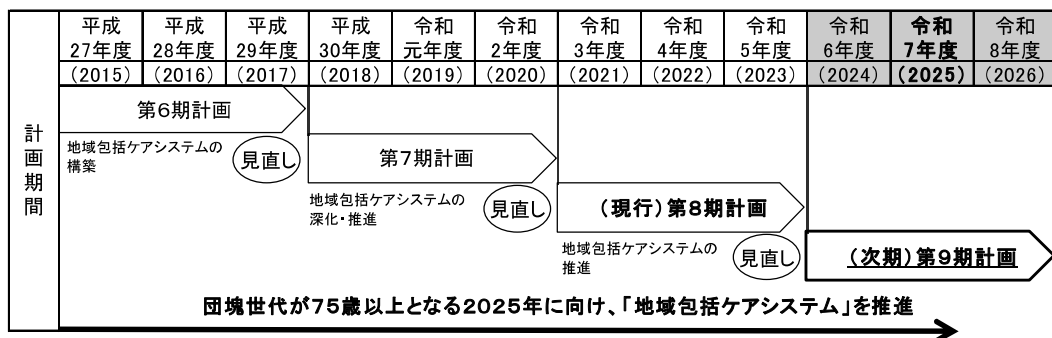 平成 平成 平成 平成 令和 令和 令和 令和 令和 令和 令和 令和
27年度 28年度 29年度 30年度 元年度 2年度 3年度 4年度 5年度 6年度 7年度 8年度
(2015) (2016) (2017) (2018) (2019) (2020) (2021) (2022) (2023) (2024) (2025) (2026)
計画期間
第6期計画
地域包括ケアシステムの
構築
見直し
第7期計画
地域包括ケアシステムの
深化・推進
見直し
(現行)第8期計画
地域包括ケアシステムの
推進
見直し
(次期)第9期計画
団塊世代が75歳以上となる2025年に向け、「地域包括ケアシステム」を推進